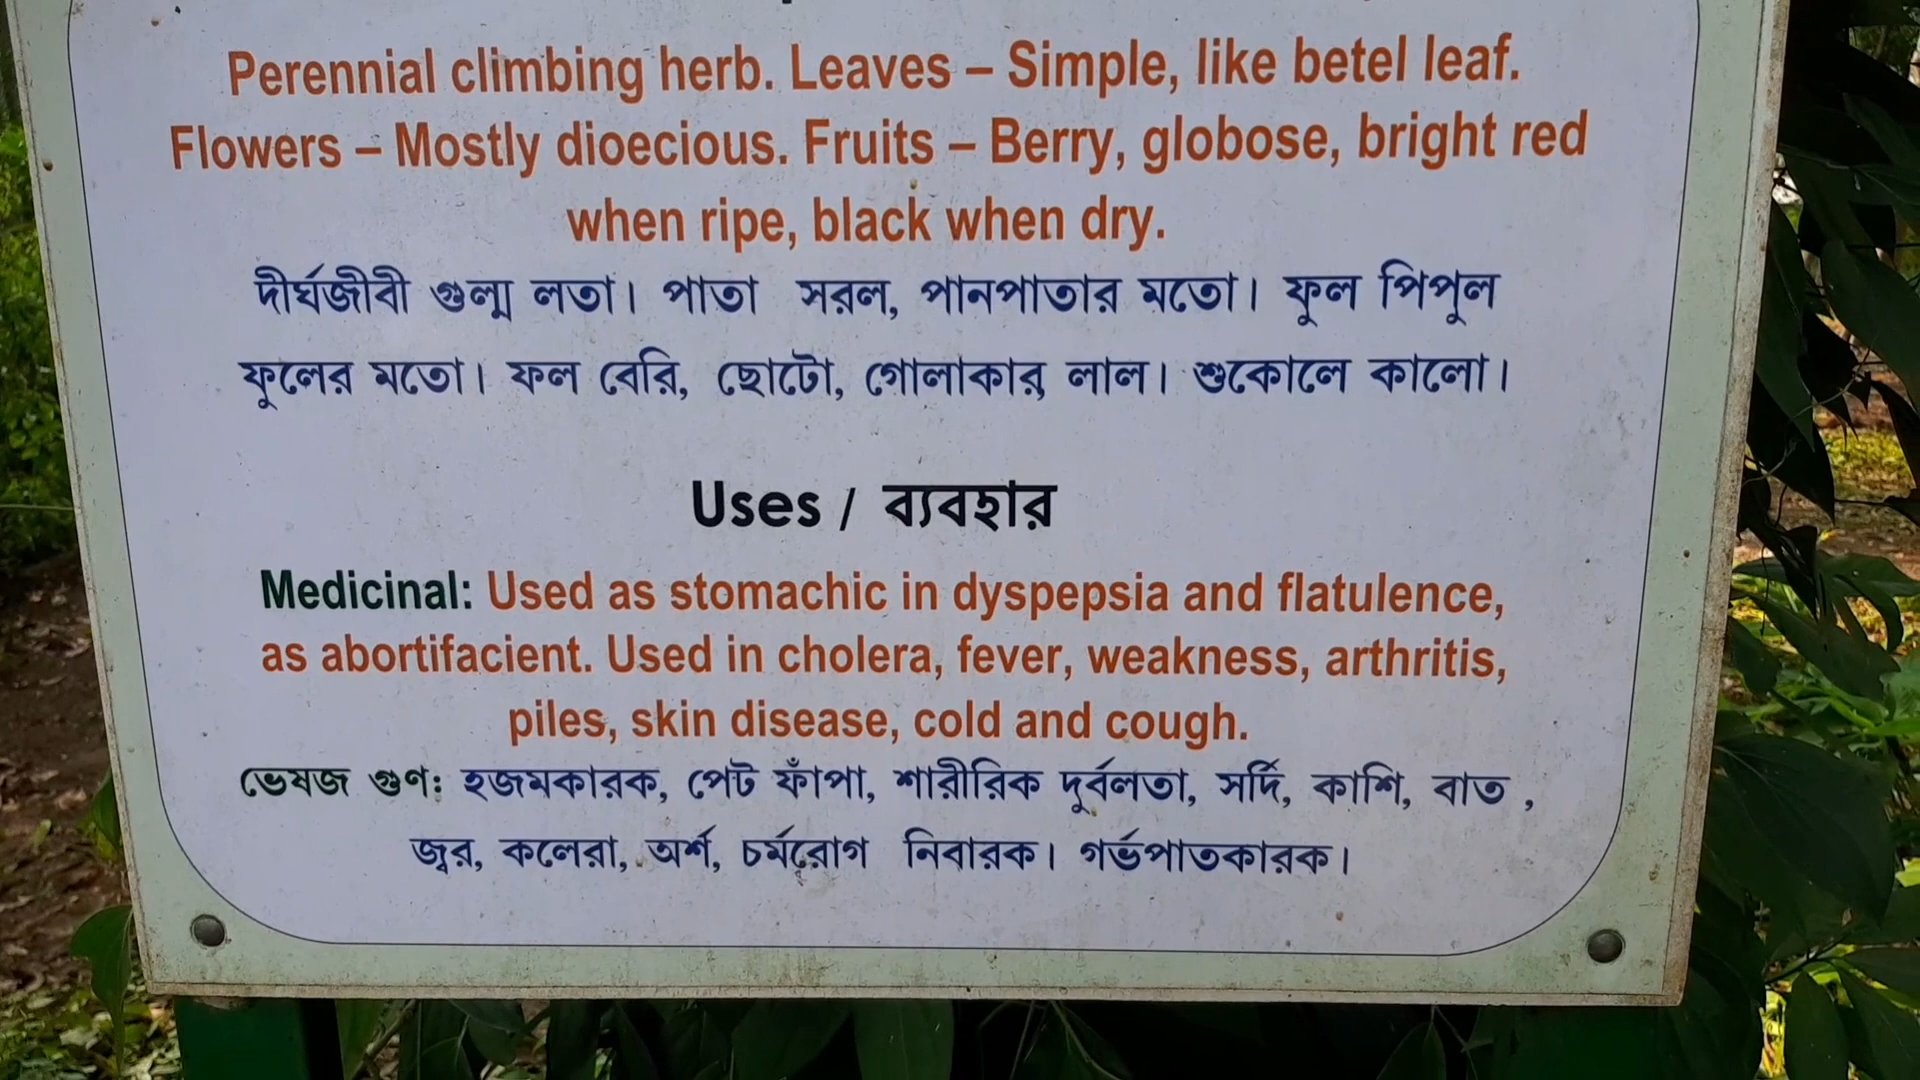 Perennial climbing herb. Leaves – Simple, like betel leaf.
Flowers – Mostly dioecious. Fruits – Berry, globose, bright red
when ripe, black when dry.
দীর্ঘজীবী গুল্ম লতা। পাতা সরল, পানপাতার মতো। ফুল পিপুল
ফুলের মতো। ফল বেরি, ছোটো, গোলাকার, লাল। শুকোলে কালো।
Uses / ব্যবহার
Medicinal: Used as stomachic in dyspepsia and flatulence,
as abortifacient. Used in cholera, fever, weakness, arthritis,
piles, skin disease, cold and cough.
ভেষজ গুণ: হজমকারক, পেট ফাঁপা, শারীরিক দুর্বলতা, সর্দি, কাশি, বাত ,
জ্বর, কলেরা, অর্শ, চর্মরোগ নিবারক। গর্ভপাতকারক।